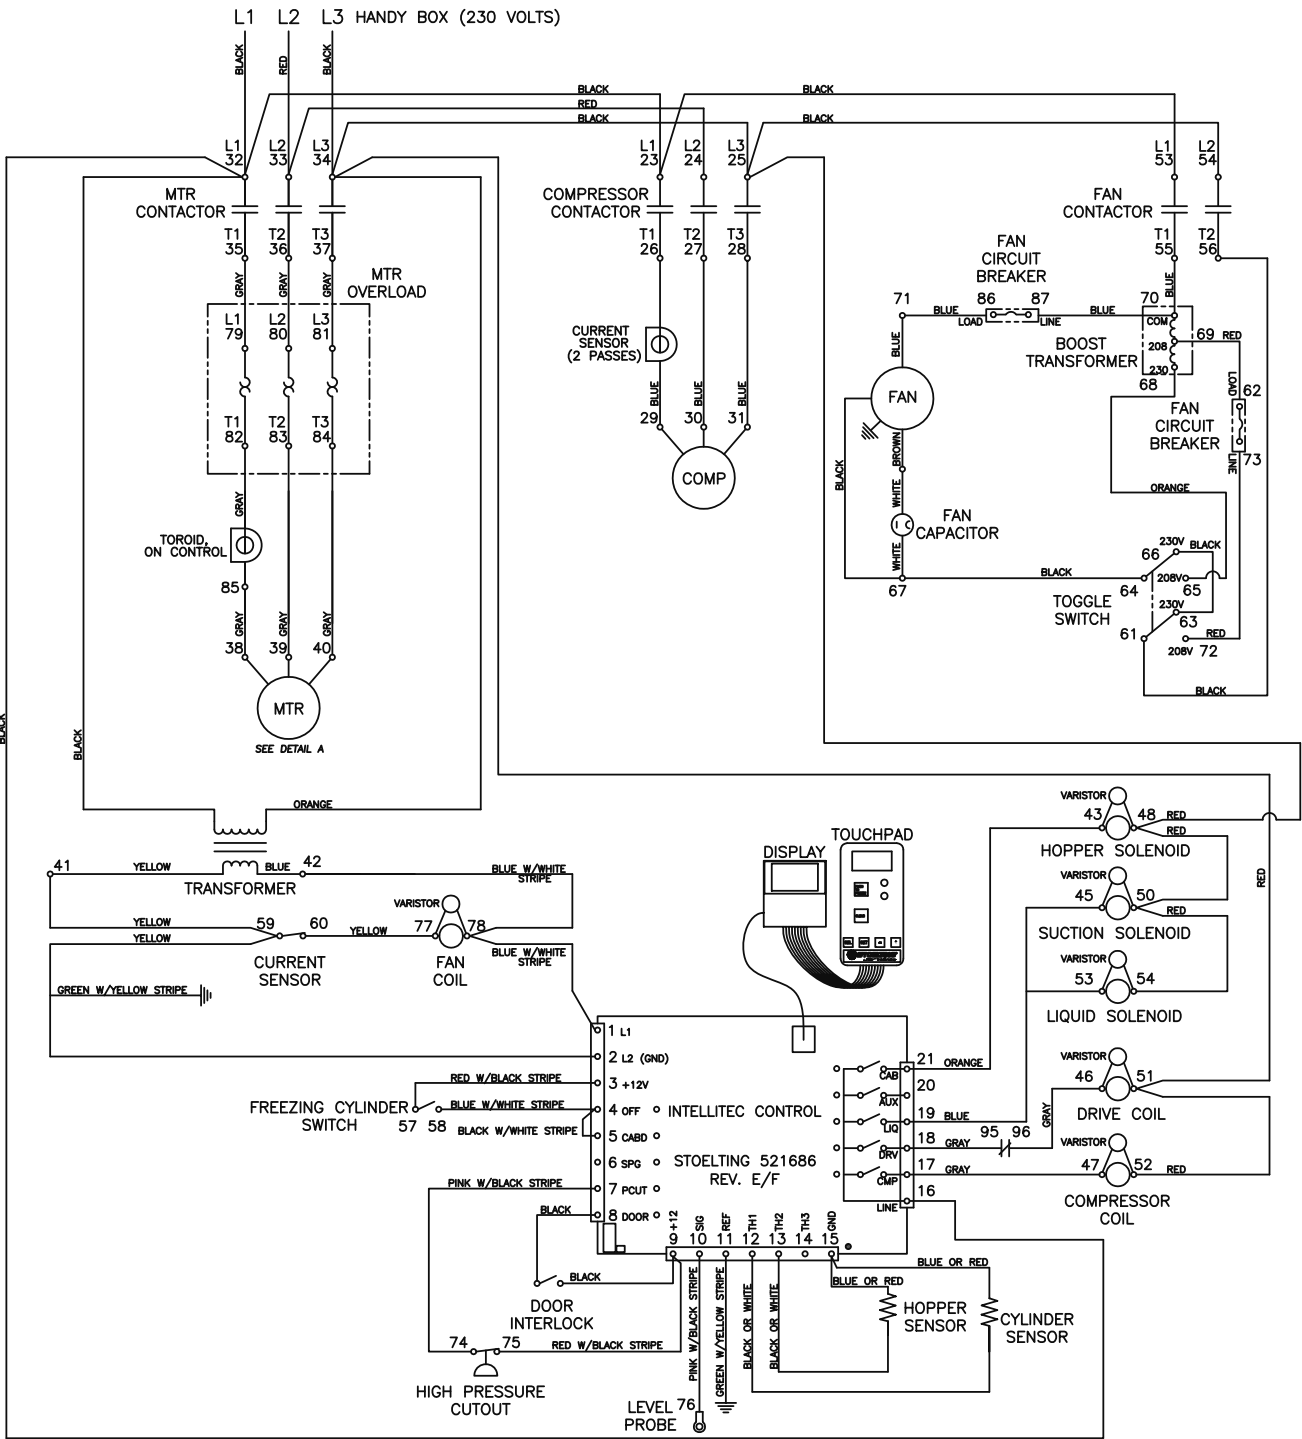 L1 L2 L3 HANDY BOX (230 VOLTS)
BLACK
RED
BLACK
BLACK
RED
BLACK
BLACK
BLACK
L1 32
L2 33
L3 34
L1 23
L2 24
L3 25
L1 53
L2 54
MTR CONTACTOR
COMPRESSOR CONTACTOR
FAN CONTACTOR
T1 35
T2 36
T3 37
T1 26
T2 27
T3 28
T1 55
T2 56
GRAY
GRAY
GRAY
MTR OVERLOAD
FAN CIRCUIT BREAKER
BLUE
L1 79
L2 80
L3 81
CURRENT SENSOR (2 PASSES)
71
BLUE
86
87
LOAD
LINE
BLUE
70
COM
208
230
69
RED
68
BOOST TRANSFORMER
BLUE
BLUE
BLUE
BLUE
FAN
LOAD
62
FAN CIRCUIT BREAKER
LINE
73
T1 82
T2 83
T3 84
29
30
31
COMP
BLACK
BROWN
WHITE
FAN CAPACITOR
WHITE
67
ORANGE
GRAY
TOROID, ON CONTROL
85
GRAY
GRAY
GRAY
38
39
40
MTR
SEE DETAIL A
BLACK
230V
66
BLACK
64
208V
65
TOGGLE SWITCH
230V
63
61
RED
208V 72
BLACK
BLACK
BLACK
ORANGE
41
YELLOW
BLUE
42
TRANSFORMER
BLUE W/WHITE STRIPE
YELLOW
YELLOW
59
60
CURRENT SENSOR
YELLOW
VARISTOR
77
78
FAN COIL
BLUE W/WHITE STRIPE
GREEN W/YELLOW STRIPE
DISPLAY
TOUCHPAD
VARISTOR
43
48
RED
RED
HOPPER SOLENOID
VARISTOR
45
50
RED
SUCTION SOLENOID
VARISTOR
53
54
LIQUID SOLENOID
RED
VARISTOR
46
51
DRIVE COIL
VARISTOR
47
52
RED
COMPRESSOR COIL
1 L1
2 L2 (GND)
3 +12V
4 OFF
5 CABD
6 SPG
7 PCUT
8 DOOR
INTELLITEC CONTROL
STOELTING 521686
REV. E/F
RED W/BLACK STRIPE
FREEZING CYLINDER SWITCH
57
58
BLUE W/WHITE STRIPE
BLACK W/WHITE STRIPE
PINK W/BLACK STRIPE
BLACK
CAB
21
ORANGE
AUX
20
LIQ
19
BLUE
DRV
18
GRAY
95
96
GRAY
CMP
17
GRAY
LINE
16
+12
9
SIG
10
REF
11
TH1
12
TH2
13
TH3
14
GND
15
BLACK
DOOR INTERLOCK
74
75
RED W/BLACK STRIPE
HIGH PRESSURE CUTOUT
PINK W/BLACK STRIPE
GREEN W/YELLOW STRIPE
BLACK OR WHITE
BLACK OR WHITE
BLUE OR RED
BLUE OR RED
HOPPER SENSOR
CYLINDER SENSOR
LEVEL PROBE
76